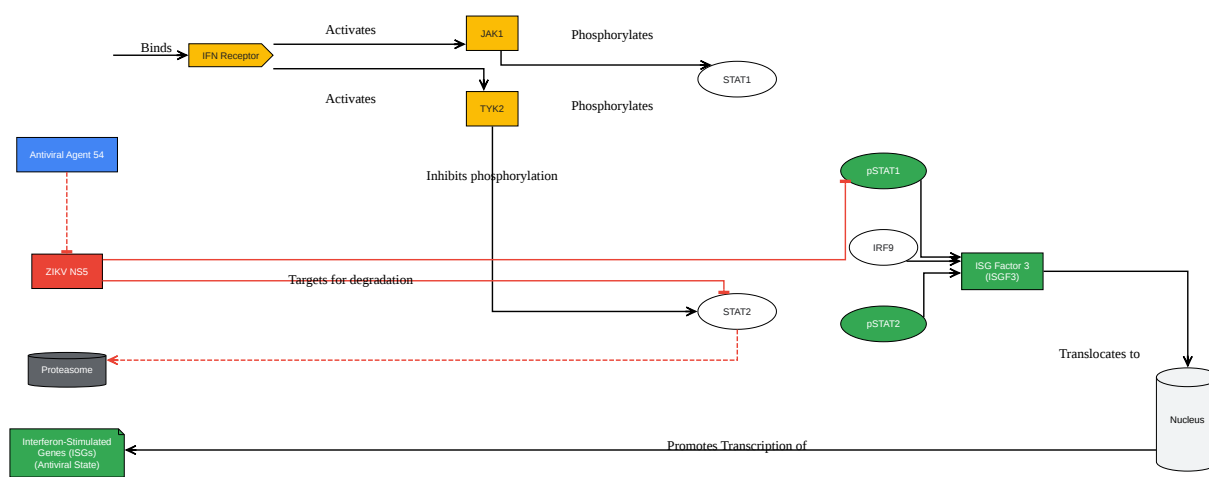 Activates
JAK1
Phosphorylates
Binds
IFN Receptor
STAT1
Activates
TYK2
Phosphorylates
Antiviral Agent 54
Inhibits phosphorylation
pSTAT1
IRF9
ZIKV NS5
ISG Factor 3
(ISGF3)
Targets for degradation
STAT2
pSTAT2
Translocates to
Proteasome
Nucleus
Interferon-Stimulated
Genes (ISGs)
(Antiviral State)
Promotes Transcription of